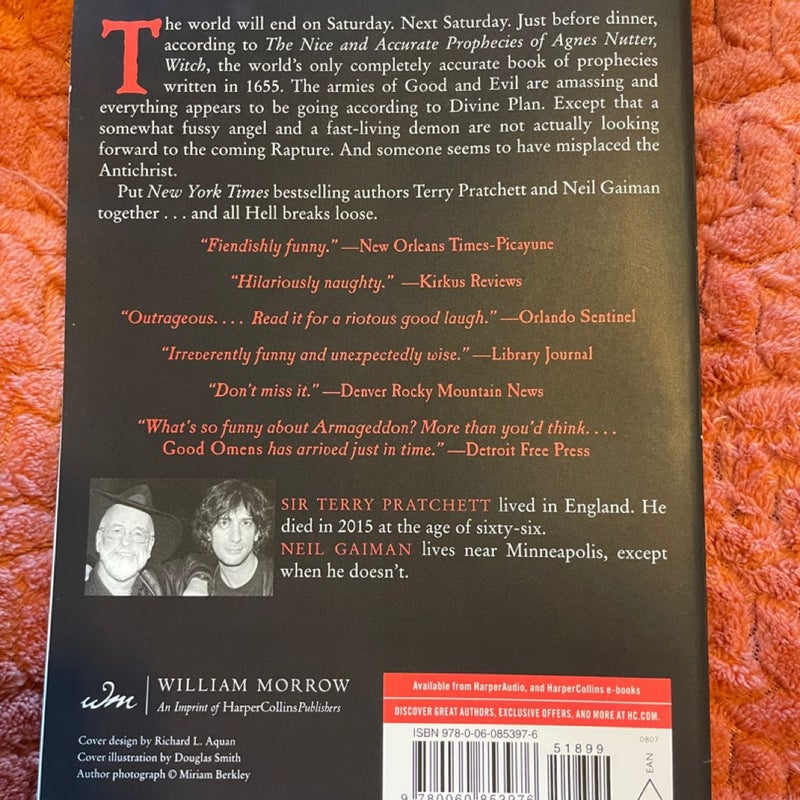 The world will end on Saturday. Next Saturday. Just before dinner,
according to The Nice and Accurate Prophecies of Agnes Nutter,
Witch, the world's only completely accurate book of prophecies
written in 1655. The armies of Good and Evil are amassing and
everything appears to be going according to Divine Plan. Except that a
somewhat fussy angel and a fast-living demon are not actually looking
forward to the coming Rapture. And someone seems to have misplaced the
Antichrist.
Put New York Times bestselling authors Terry Pratchett and Neil Gaiman
together . . . and all Hell breaks loose.
“Fiendishly funny.” —New Orleans Times-Picayune
“Hilariously naughty.” —Kirkus Reviews
“Outrageous. . . . Read it for a riotous good laugh.” —Orlando Sentinel
“Irreverently funny and unexpectedly wise.” —Library Journal
“Don't miss it.” —Denver Rocky Mountain News
“What's so funny about Armageddon? More than you'd think. . . .
Good Omens has arrived just in time.” —Detroit Free Press
SIR TERRY PRATCHETT lived in England. He
died in 2015 at the age of sixty-six.
NEIL GAIMAN lives near Minneapolis, except
when he doesn't.
wm
WILLIAM MORROW
An Imprint of HarperCollinsPublishers
Cover design by Richard L. Aquan
Cover illustration by Douglas Smith
Author photograph © Miriam Berkley
Available from HarperAudio, and HarperCollins e-books
DISCOVER GREAT AUTHORS, EXCLUSIVE OFFERS, AND MORE AT HC.COM.
ISBN 978-0-06-085397-6
51899
0807
EAN
9 780060 853976